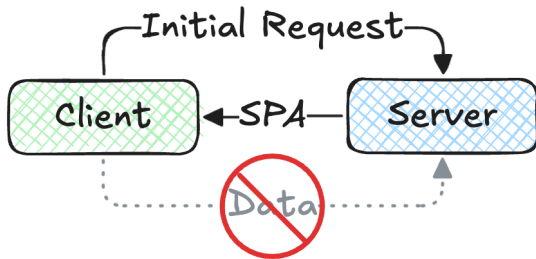 Initial Request
Client
SPA
Server
Data